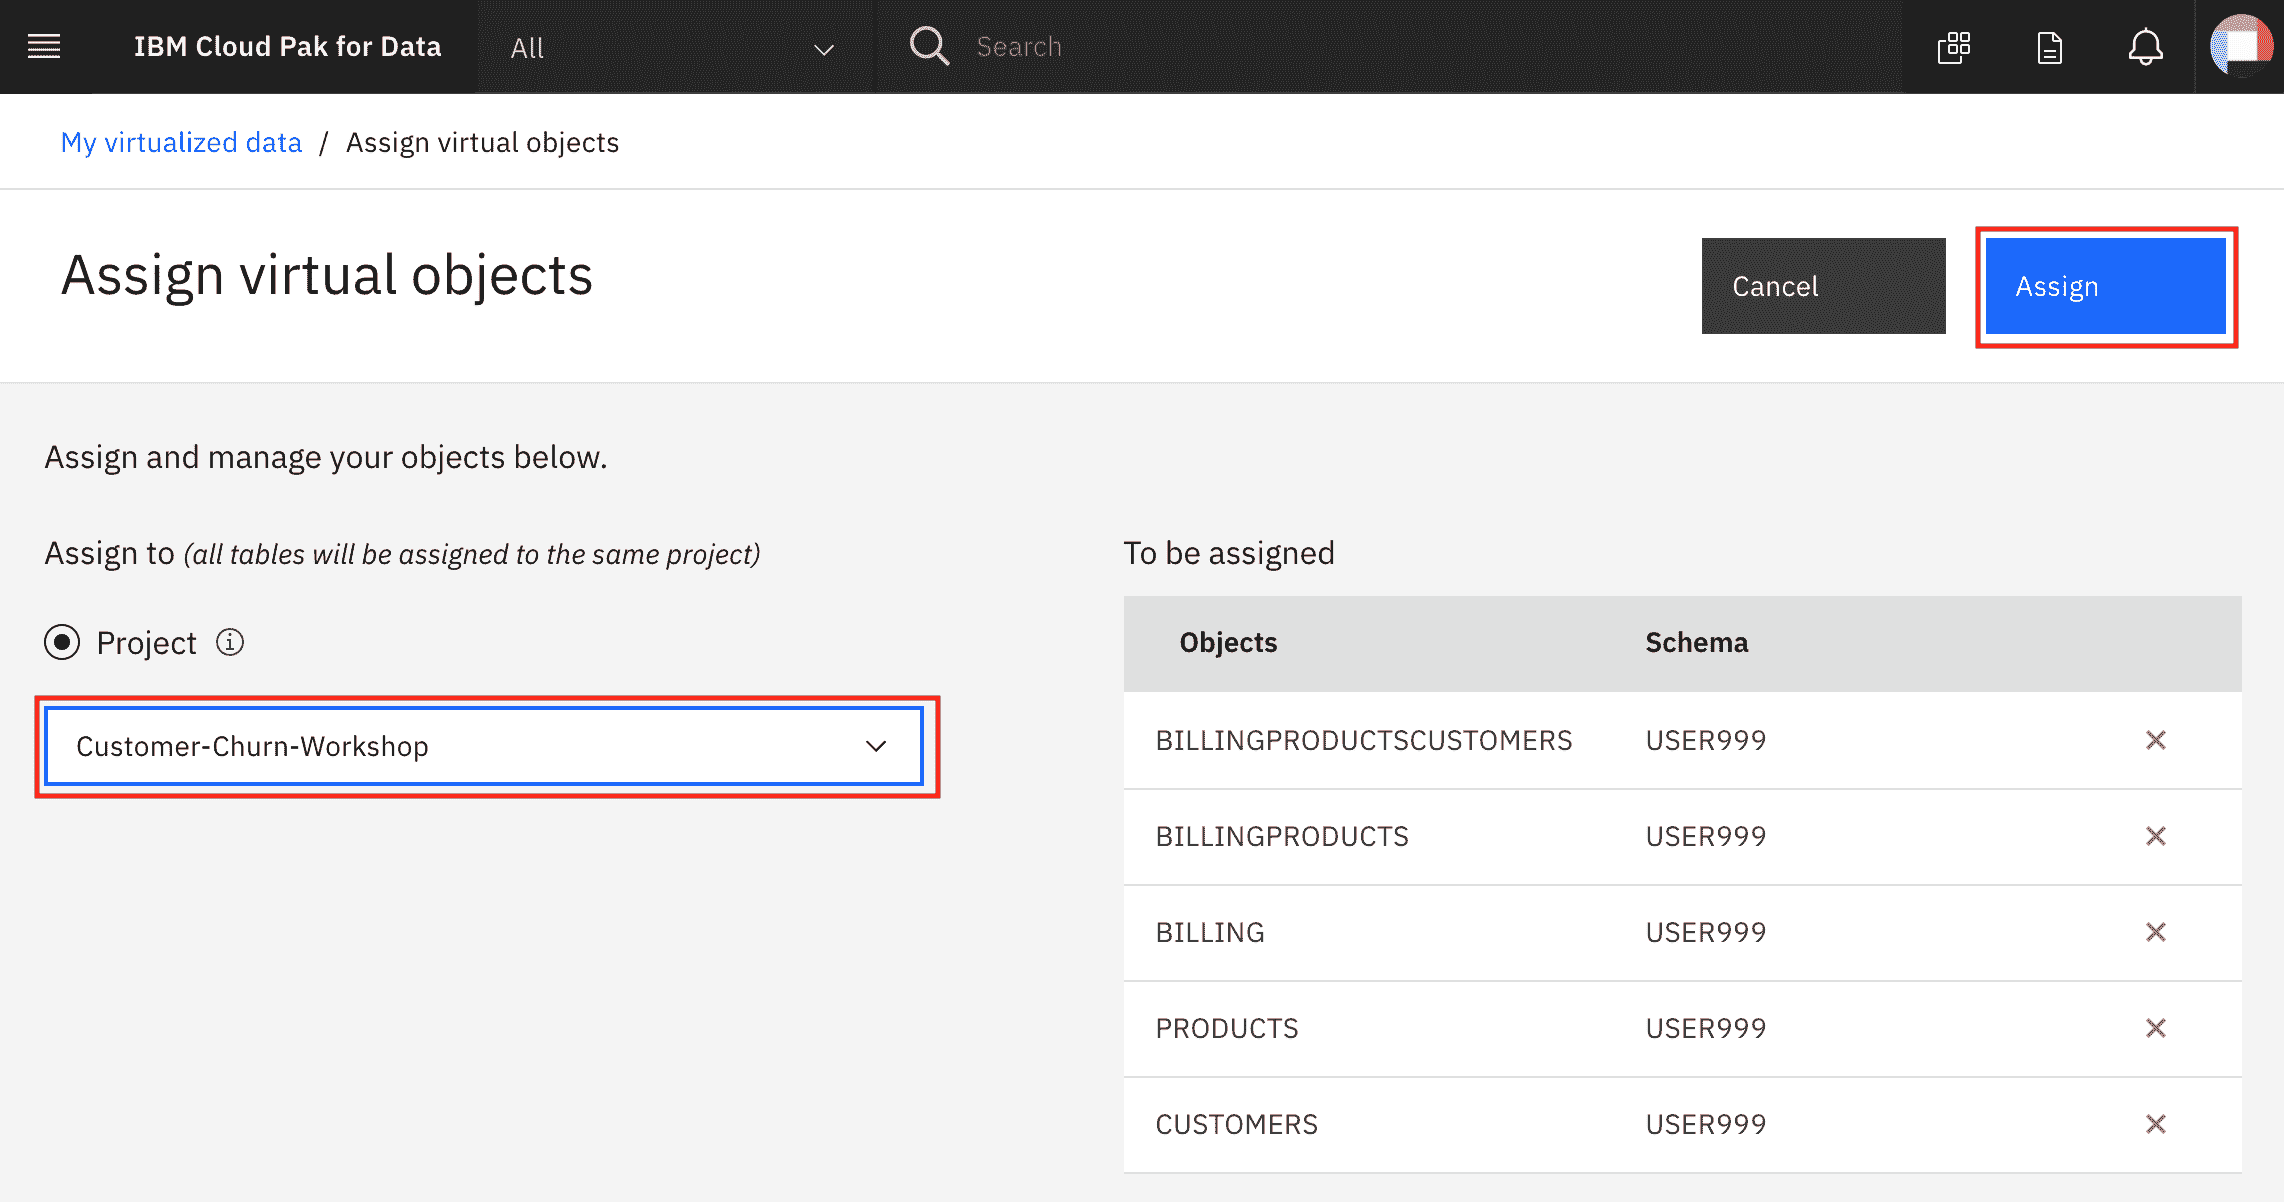 IBM Cloud Pak for Data All Search
My virtualized data / Assign virtual objects
Assign virtual objects Cancel Assign
Assign and manage your objects below.
Assign to (all tables will be assigned to the same project)
Project
Customer-Churn-Workshop
To be assigned
Objects Schema
BILLINGPRODUCTSCUSTOMERS USER999
BILLINGPRODUCTS USER999
BILLING USER999
PRODUCTS USER999
CUSTOMERS USER999